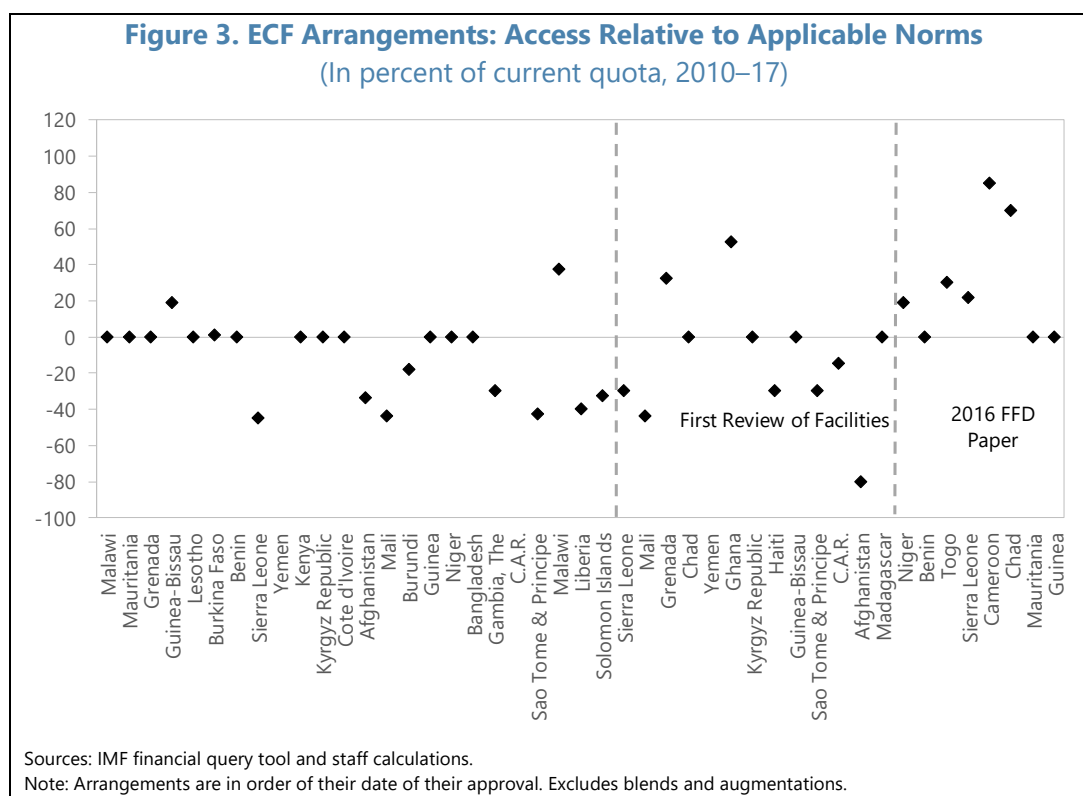 Figure 3. ECF Arrangements: Access Relative to Applicable Norms
(In percent of current quota, 2010–17)
120
100
80
60
40
20
0
-20
-40
-60
-80
-100
First Review of Facilities
2016 FFD
Paper
Malawi
Mauritania
Grenada
Guinea-Bissau
Lesotho
Burkina Faso
Benin
Sierra Leone
Yemen
Kenya
Kyrgyz Republic
Cote d'Ivoire
Afghanistan
Mali
Burundi
Guinea
Niger
Bangladesh
Gambia, The
C.A.R.
Sao Tome & Principe
Malawi
Liberia
Solomon Islands
Sierra Leone
Mali
Grenada
Chad
Yemen
Ghana
Kyrgyz Republic
Haiti
Guinea-Bissau
Sao Tome & Principe
C.A.R.
Afghanistan
Madagascar
Niger
Benin
Togo
Sierra Leone
Cameroon
Chad
Mauritania
Guinea
Sources: IMF financial query tool and staff calculations.
Note: Arrangements are in order of their date of their approval. Excludes blends and augmentations.